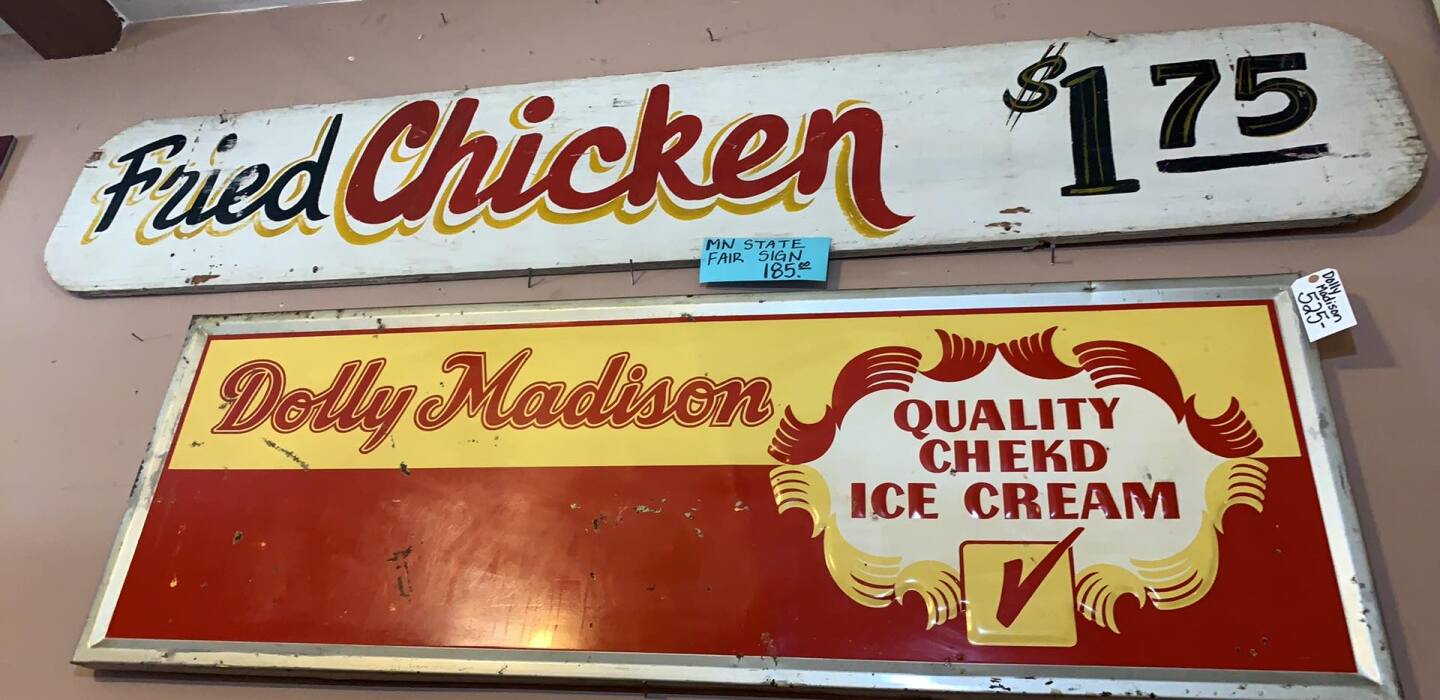 Fried Chicken $1 75
MN STATE
FAIR SIGN
185.00
Dolly
Madison
525-
Dolly Madison
QUALITY
CHEKD
ICE CREAM